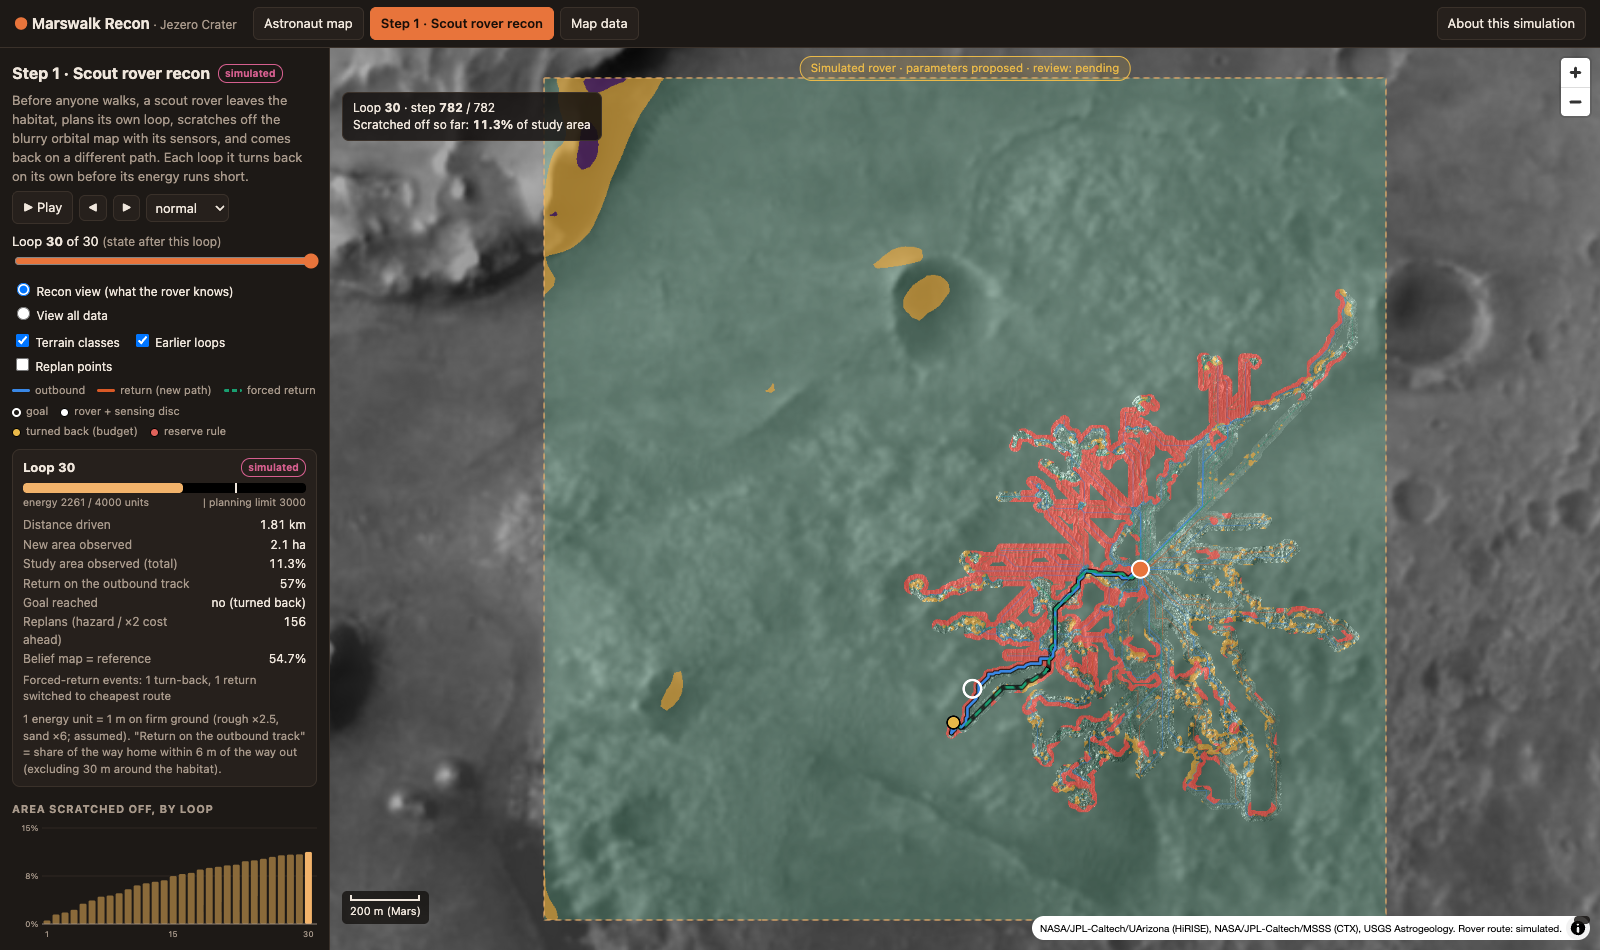 Marswalk Recon · Jezero Crater
Astronaut map
Step 1 · Scout rover recon
Map data
About this simulation
Step 1 · Scout rover recon simulated
Before anyone walks, a scout rover leaves the
habitat, plans its own loop, scratches off the
blurry orbital map with its sensors, and comes
back on a different path. Each loop it turns back
on its own before its energy runs short.
Play
normal
Loop 30 of 30 (state after this loop)
Recon view (what the rover knows)
View all data
Terrain classes Earlier loops
Replan points
outbound return (new path) forced return
goal rover + sensing disc
turned back (budget) reserve rule
Loop 30 simulated
energy 2261 / 4000 units | planning limit 3000
Distance driven 1.81 km
New area observed 2.1 ha
Study area observed (total) 11.3%
Return on the outbound track 57%
Goal reached no (turned back)
Replans (hazard / ×2 cost 156
ahead)
Belief map = reference 54.7%
Forced-return events: 1 turn-back, 1 return
switched to cheapest route
1 energy unit = 1 m on firm ground (rough ×2.5,
sand ×6; assumed). "Return on the outbound track"
= share of the way home within 6 m of the way out
(excluding 30 m around the habitat).
AREA SCRATCHED OFF, BY LOOP
15%
8%
0%
1 15 30
Simulated rover · parameters proposed · review: pending
Loop 30 · step 782 / 782
Scratched off so far: 11.3% of study area
+
−
200 m (Mars)
NASA/JPL-Caltech/UArizona (HiRISE), NASA/JPL-Caltech/MSSS (CTX), USGS Astrogeology. Rover route: simulated.